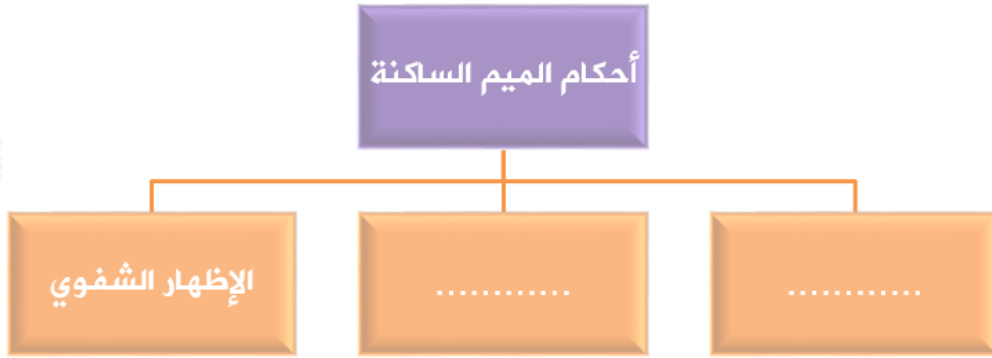 أحكام الميم الساكنة
............
............
الإظهار الشفوي